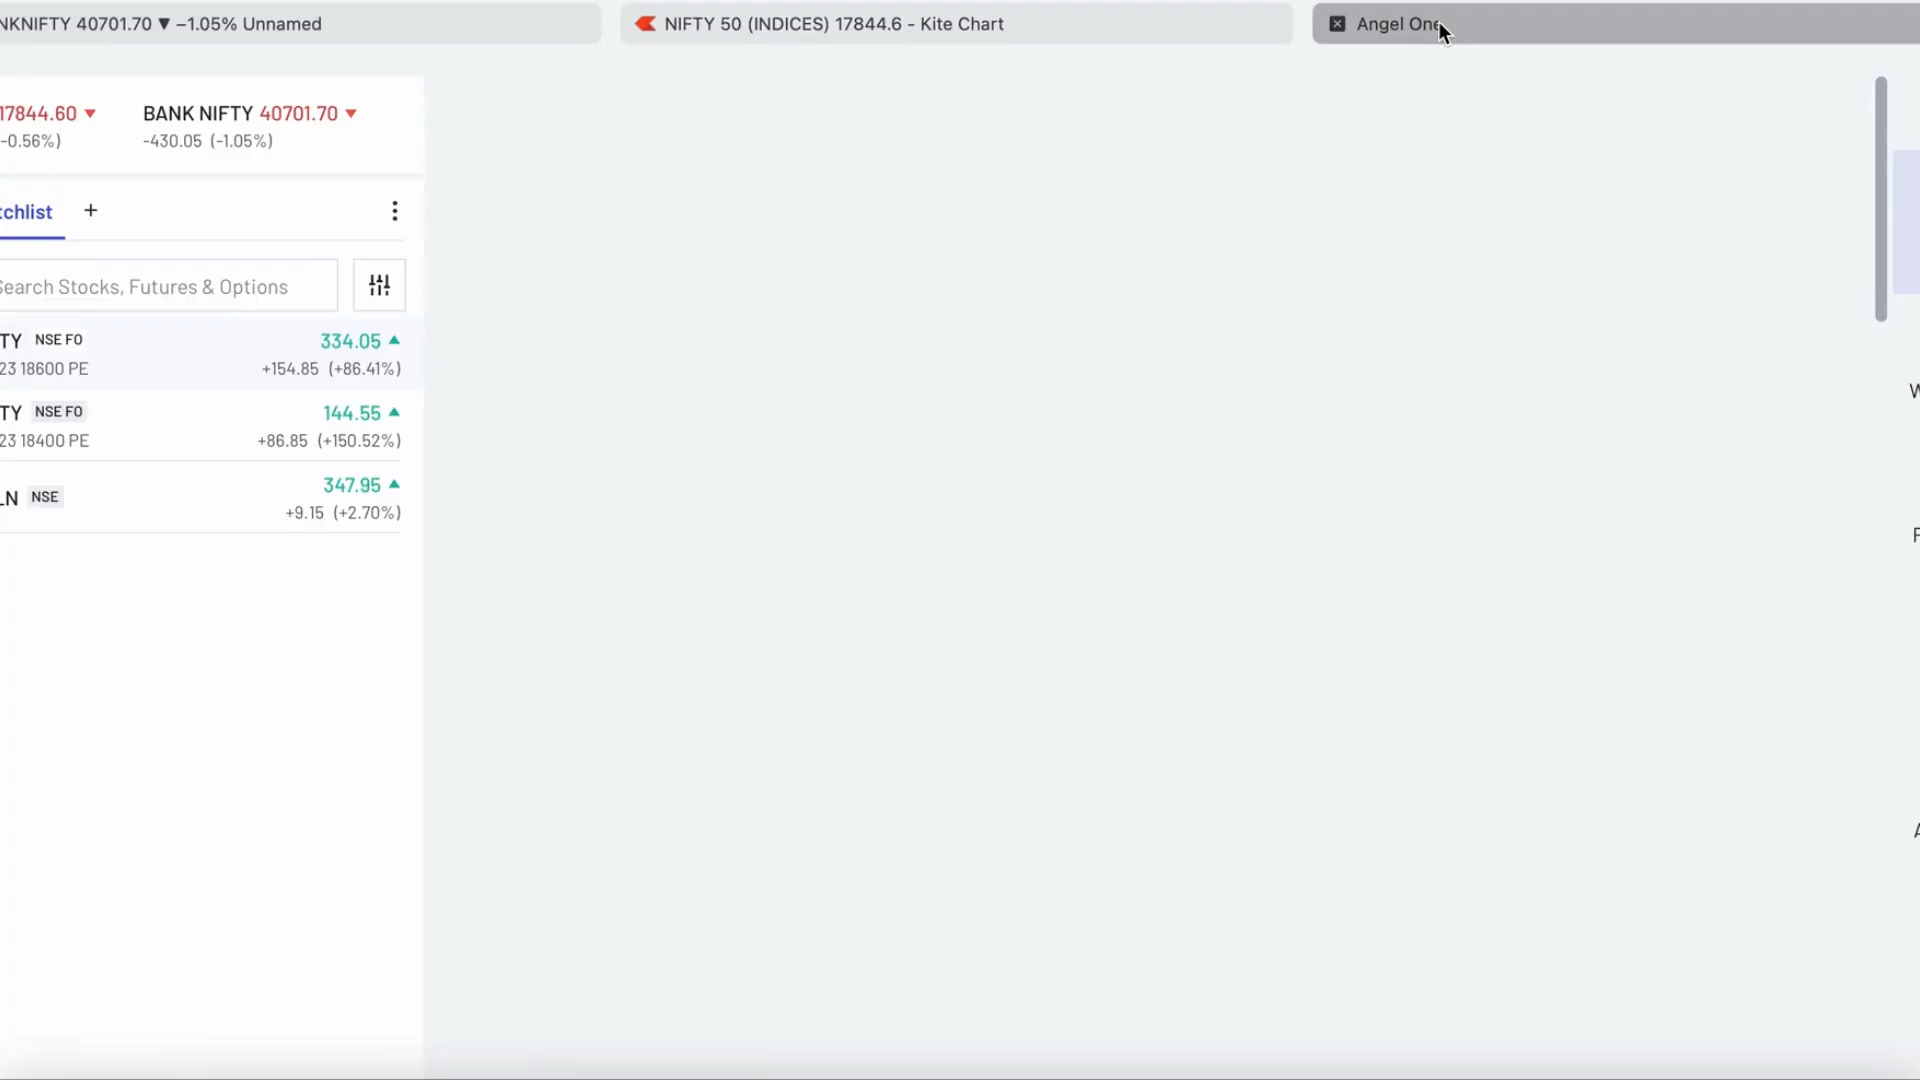 NKNIFTY 40701.70 ▼ −1.05% Unnamed
NIFTY 50 (INDICES) 17844.6 - Kite Chart
Angel One
17844.60 ▼
-0.56%)
BANK NIFTY 40701.70 ▼
-430.05 (-1.05%)
tchlist +
Search Stocks, Futures & Options
TY NSE FO 334.05 ▲
23 18600 PE +154.85 (+86.41%)
TY NSE FO 144.55 ▲
23 18400 PE +86.85 (+150.52%)
LN NSE 347.95 ▲
+9.15 (+2.70%)